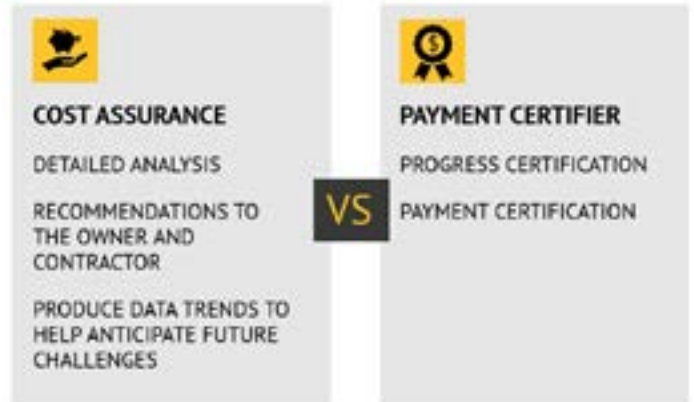 COST ASSURANCE
DETAILED ANALYSIS
RECOMMENDATIONS TO
THE OWNER AND
CONTRACTOR
PRODUCE DATA TRENDS TO
HELP ANTICIPATE FUTURE
CHALLENGES
VS
$
PAYMENT CERTIFIER
PROGRESS CERTIFICATION
PAYMENT CERTIFICATION